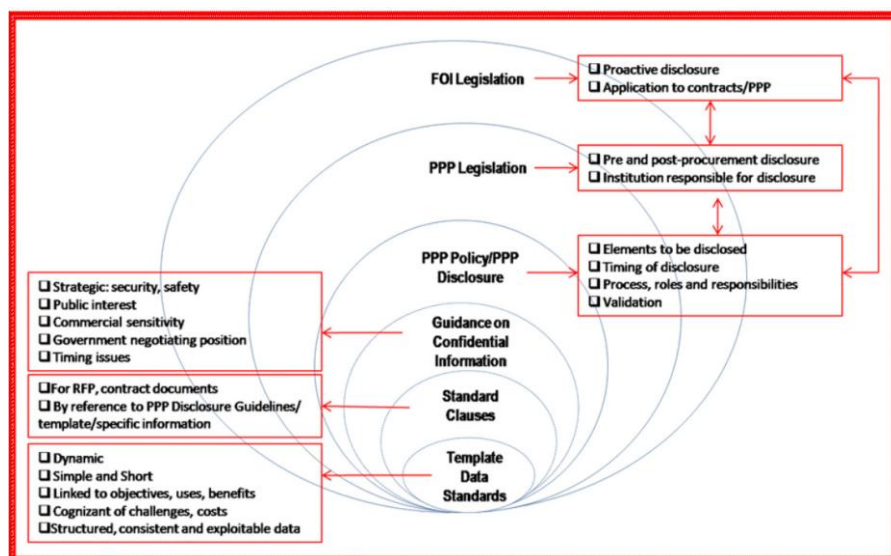 FOI Legislation
❑ Proactive disclosure
❑ Application to contracts/PPP
PPP Legislation
❑ Pre and post-procurement disclosure
❑ Institution responsible for disclosure
PPP Policy/PPP
Disclosure
❑ Elements to be disclosed
❑ Timing of disclosure
❑ Process, roles and responsibilities
❑ Validation
❑ Strategic: security, safety
❑ Public interest
❑ Commercial sensitivity
❑ Government negotiating position
❑ Timing issues
Guidance on
Confidential
Information
❑ For RFP, contract documents
❑ By reference to PPP Disclosure Guidelines/
template/specific information
Standard
Clauses
❑ Dynamic
❑ Simple and Short
❑ Linked to objectives, uses, benefits
❑ Cognizant of challenges, costs
❑ Structured, consistent and exploitable data
Template
Data
Standards